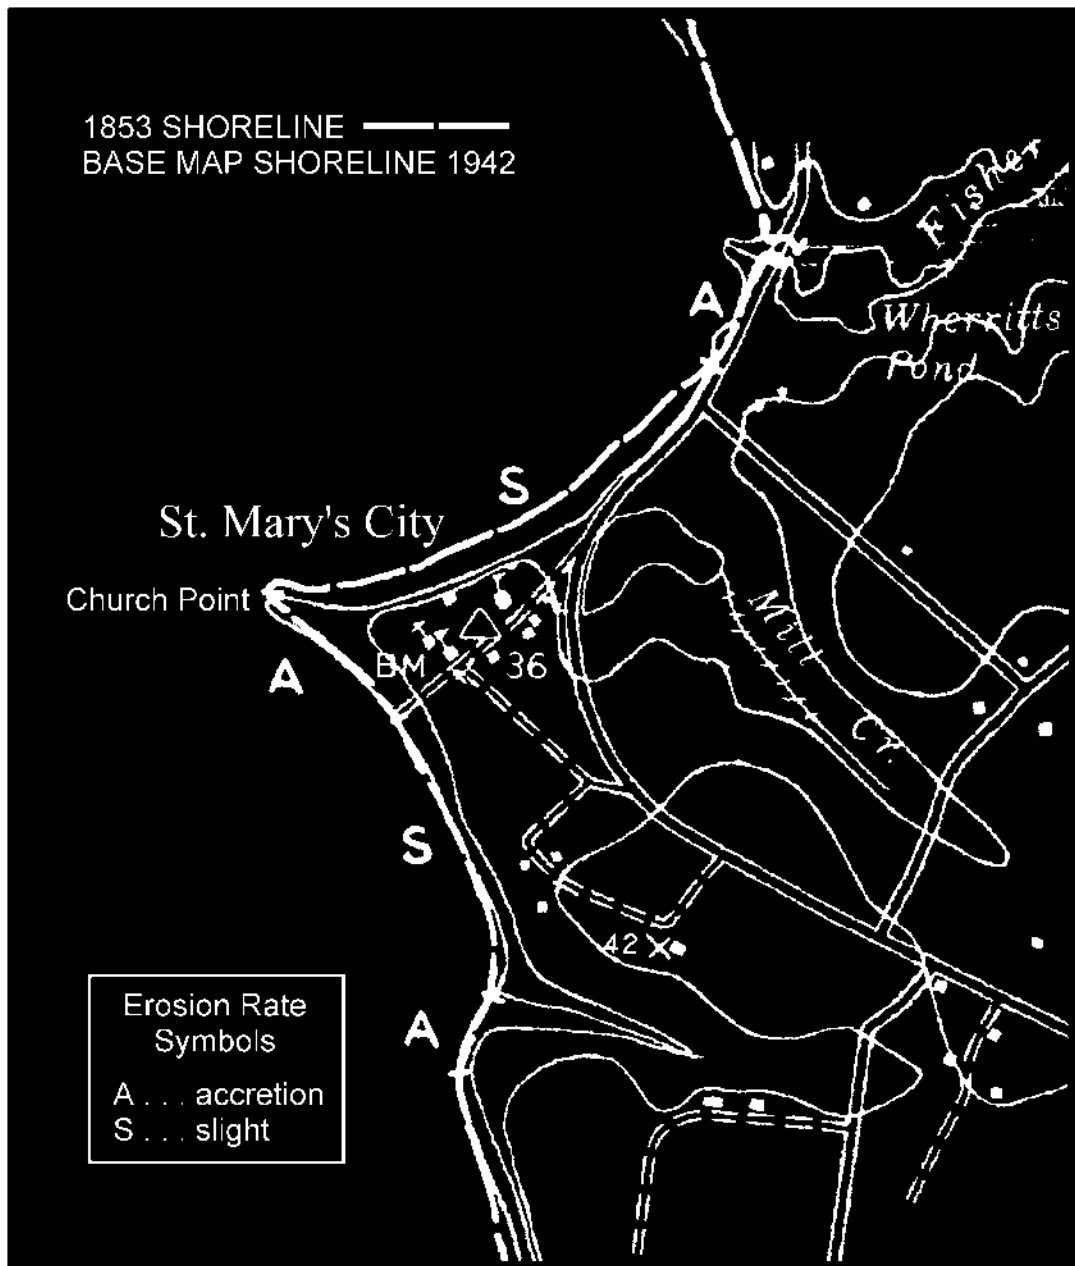 1853 SHORELINE
BASE MAP SHORELINE 1942
Fisher
A
Wherritts
Pond
S
St. Mary's City
Church Point
Mill
Cr.
A
BM
36
S
42
A
Erosion Rate
Symbols
A . . . accretion
S . . . slight